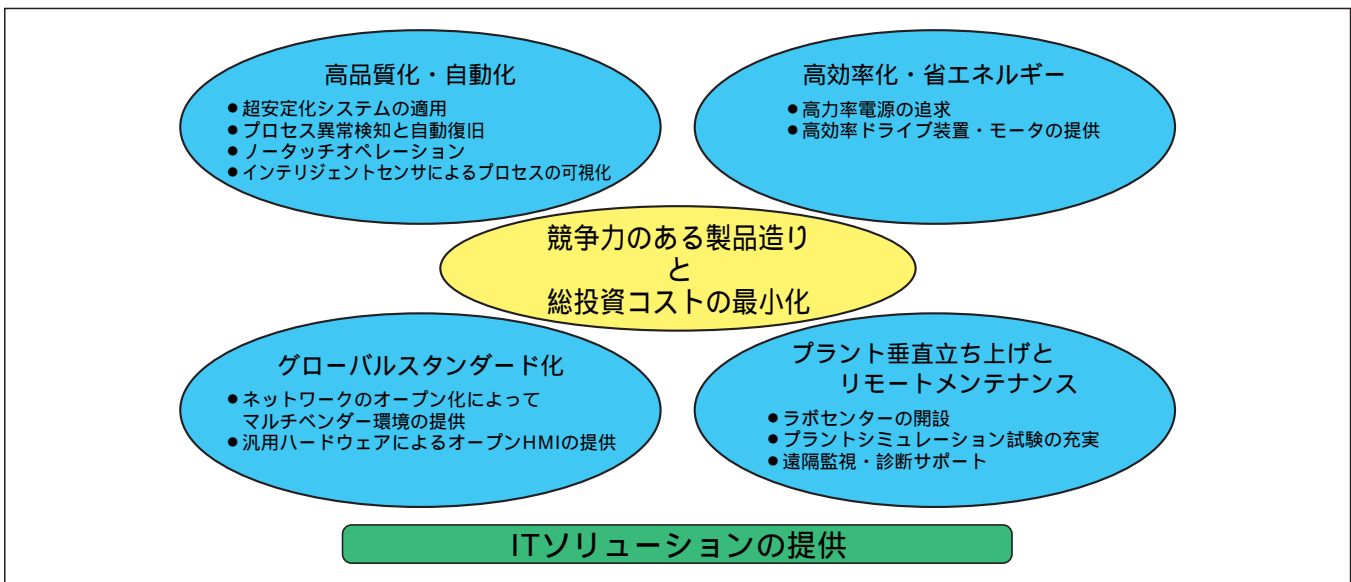 高品質化・自動化
●超安定化システムの適用
●プロセス異常検知と自動復旧
●ノータッチオペレーション
●インテリジェントセンサによるプロセスの可視化
高効率化・省エネルギー
●高力率電源の追求
●高効率ドライブ装置・モータの提供
競争力のある製品造り
と
総投資コストの最小化
グローバルスタンダード化
●ネットワークのオープン化によって
マルチベンダー環境の提供
●汎用ハードウェアによるオープンHMIの提供
プラント垂直立ち上げと
リモートメンテナンス
●ラボセンターの開設
●プラントシミュレーション試験の充実
●遠隔監視・診断サポート
ITソリューションの提供